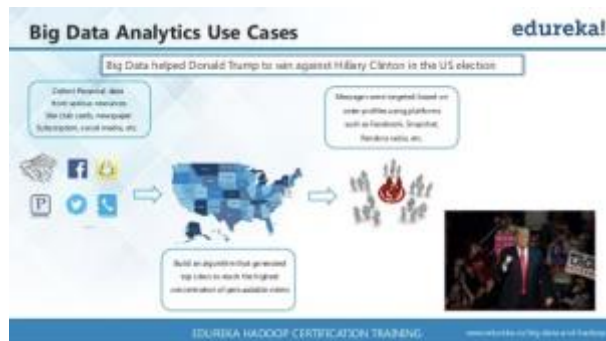 Big Data Analytics Use Cases
edureka!
Big Data helped Donald Trump to win against Hillary Clinton in the US election
Collect Personal data
from various resources
like club cards, newspaper
Subscription, social media, etc.
Messages were targeted based on
voter profiles using platforms
such as Facebook, Snapchat,
Pandora radio, etc.
P
Build an algorithm that generated
top cities to reach the highest
concentration of persuadable voters
EDUREKA HADOOP CERTIFICATION TRAINING